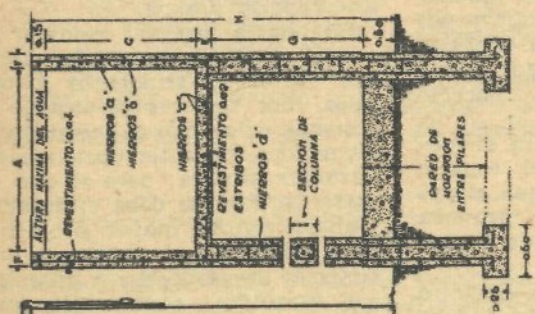 H
0.15
C
E
G
0.80
F
A
F
ALTURA MAXIMA DEL AGUA
REVESTIMIENTO: 0.04
HIERROS "a"
HIERROS "b"
HIERROS
REVESTIMIENTO 0.02
ESTRIBOS
HIERROS "d"
SECCION DE
COLUMNA
I
PARED DE
HORMIGON
ENTRE PILARES
0.60